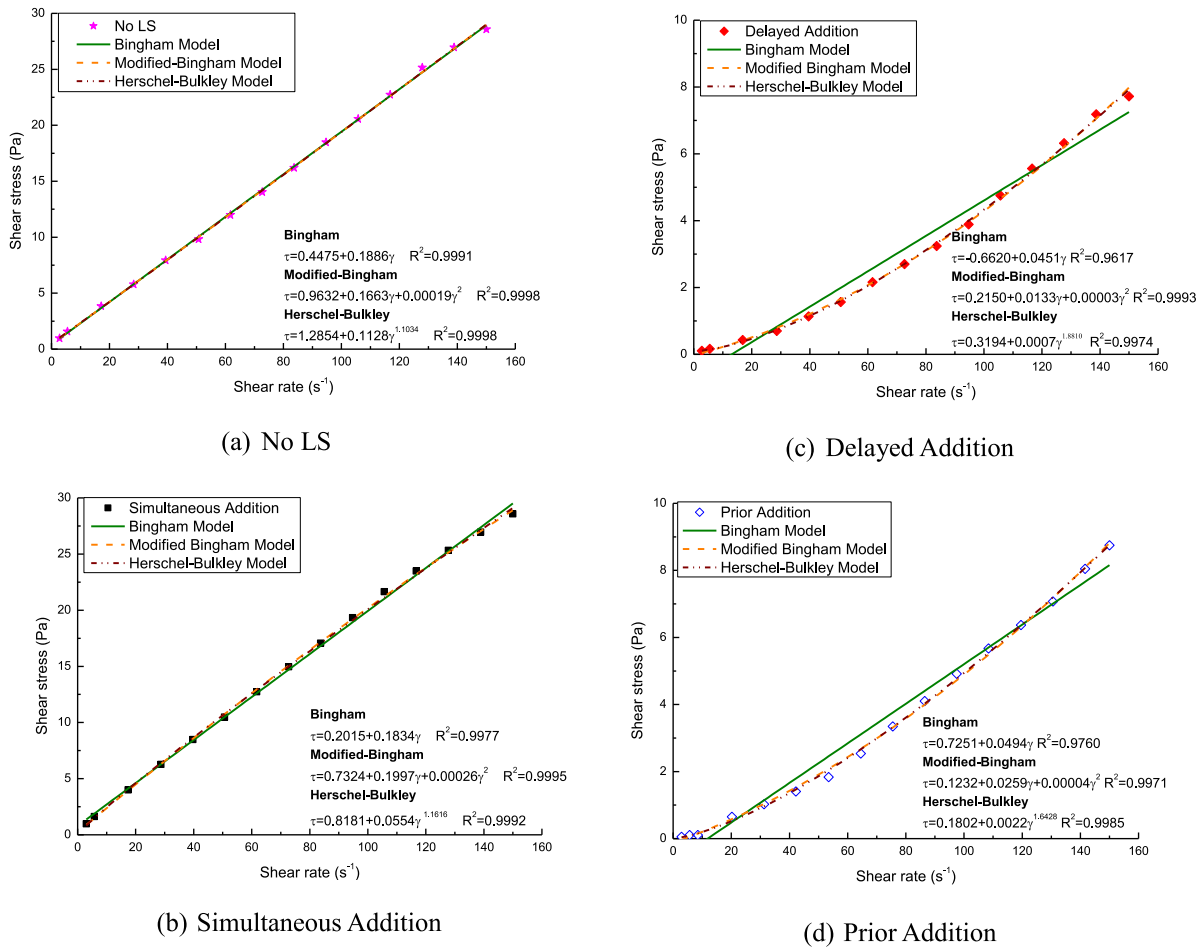 No LS
Bingham Model
Modified-Bingham Model
Herschel-Bulkley Model
Shear stress (Pa)
30
25
20
15
10
5
0
Bingham
τ=0.4475+0.1886γ R²=0.9991
Modified-Bingham
τ=0.9632+0.1663γ+0.00019γ² R²=0.9998
Herschel-Bulkley
τ=1.2854+0.1128γ^1.1034 R²=0.9998
0 20 40 60 80 100 120 140 160
Shear rate (s⁻¹)
(a) No LS
Delayed Addition
Bingham Model
Modified Bingham Model
Herschel-Bulkley Model
Shear stress (Pa)
10
8
6
4
2
0
Bingham
τ=-0.6620+0.0451γ R²=0.9617
Modified-Bingham
τ=0.2150+0.0133γ+0.00003γ² R²=0.9993
Herschel-Bulkley
τ=0.3194+0.0007γ^1.8810 R²=0.9974
0 20 40 60 80 100 120 140 160
Shear rate (s⁻¹)
(c) Delayed Addition
Simultaneous Addition
Bingham Model
Modified Bingham Model
Herschel-Bulkley Model
Shear stress (Pa)
30
25
20
15
10
5
0
Bingham
τ=0.2015+0.1834γ R²=0.9977
Modified-Bingham
τ=0.7324+0.1997γ+0.00026γ² R²=0.9995
Herschel-Bulkley
τ=0.8181+0.0554γ^1.1616 R²=0.9992
0 20 40 60 80 100 120 140 160
Shear rate (s⁻¹)
(b) Simultaneous Addition
Prior Addition
Bingham Model
Modified Bingham Model
Herschel-Bulkley Model
Shear stress (Pa)
10
8
6
4
2
0
Bingham
τ=0.7251+0.0494γ R²=0.9760
Modified-Bingham
τ=0.1232+0.0259γ+0.00004γ² R²=0.9971
Herschel-Bulkley
τ=0.1802+0.0022γ^1.6428 R²=0.9985
0 20 40 60 80 100 120 140 160
Shear rate (s⁻¹)
(d) Prior Addition